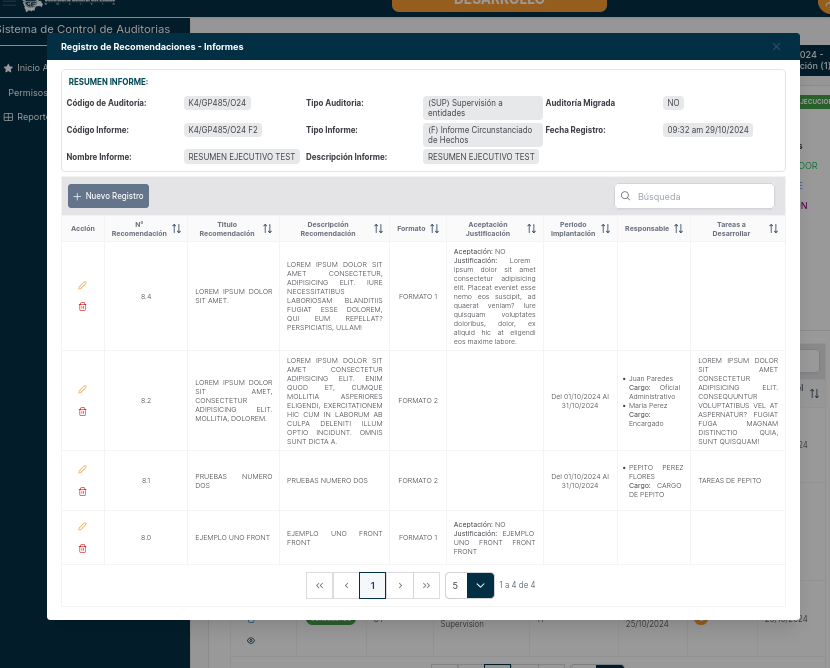 DESARROLLO
Sistema de Control de Auditorias
Registro de Recomendaciones - Informes
Inicio A
Permisos
Reporte
RESUMEN INFORME:
Código de Auditoría:
K4/GP485/O24
Tipo Auditoria:
(SUP) Supervisión a
entidades
Auditoría Migrada
NO
Código Informe:
K4/GP485/O24 F2
Tipo Informe:
(F) Informe Circunstanciado
de Hechos
Fecha Registro:
09:32 am 29/10/2024
Nombre Informe:
RESUMEN EJECUTIVO TEST
Descripción Informe:
RESUMEN EJECUTIVO TEST
Nuevo Registro
Búsqueda
Acción
N°
Recomendación
Titulo
Recomendación
Descripción
Recomendación
Formato
Aceptación
Justificación
Periodo
Implantación
Responsable
Tareas a
Desarrollar
8.4
LOREM IPSUM DOLOR
SIT AMET.
LOREM IPSUM DOLOR SIT
AMET CONSECTETUR,
ADIPISICING ELIT. IURE
NECESSITATIBUS
LABORIOSAM BLANDITIIS
FUGIAT ESSE DOLOREM,
QUI EUM REPELLAT?
PERSPICIATIS, ULLAM!
FORMATO 1
Aceptación: NO
Justificación: Lorem
ipsum dolor sit amet
consectetur adipisicing
elit. Placeat eveniet esse
nemo eos suscipit, ad
quaerat veniam? Iure
quisquam voluptates
doloribus, dolor, ex
aliquid hic at eligendi
eos maxime labore.
8.2
LOREM IPSUM DOLOR
SIT AMET,
CONSECTETUR
ADIPISICING ELIT.
MOLLITIA, DOLOREM.
LOREM IPSUM DOLOR SIT
AMET CONSECTETUR
ADIPISICING ELIT. ENIM
QUOD ET, CUMQUE
MOLLITIA ASPERIORES
ELIGENDI, EXERCITATIONEM
HIC CUM IN LABORUM AB
CULPA DELENITI ILLUM
OPTIO INCIDUNT. OMNIS
SUNT DICTA A.
FORMATO 2
Del 01/10/2024 Al
31/10/2024
• Juan Paredes
Cargo: Oficial
Administrativo
• Maria Perez
Cargo:
Encargado
LOREM IPSUM DOLOR
SIT AMET
CONSECTETUR
ADIPISICING ELIT.
CONSEQUUNTUR
VOLUPTATIBUS VEL AT
ASPERNATUR? FUGIAT
FUGA MAGNAM
DISTINCTIO QUIA,
SUNT QUISQUAM!
8.1
PRUEBAS NUMERO
DOS
PRUEBAS NUMERO DOS
FORMATO 2
Del 01/10/2024 Al
31/10/2024
• PEPITO PEREZ
FLORES
Cargo: CARGO
DE PEPITO
TAREAS DE PEPITO
8.0
EJEMPLO UNO FRONT
EJEMPLO UNO FRONT
FRONT
FORMATO 1
Aceptación: NO
Justificación: EJEMPLO
UNO FRONT FRONT
FRONT
1
5
1 a 4 de 4
Supervisión
25/10/2024